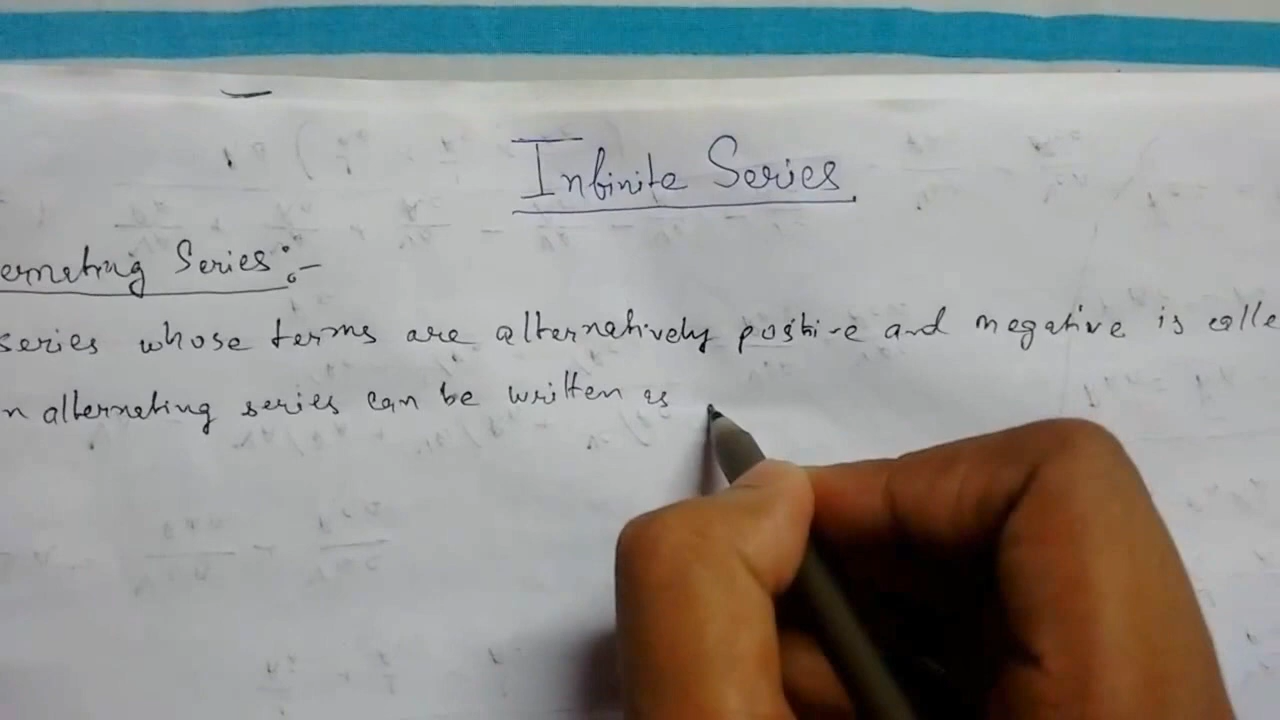 Infinite Series
ernating Series:-
series whose terms are alternatively positive and negative is calle
n alternating series can be written as